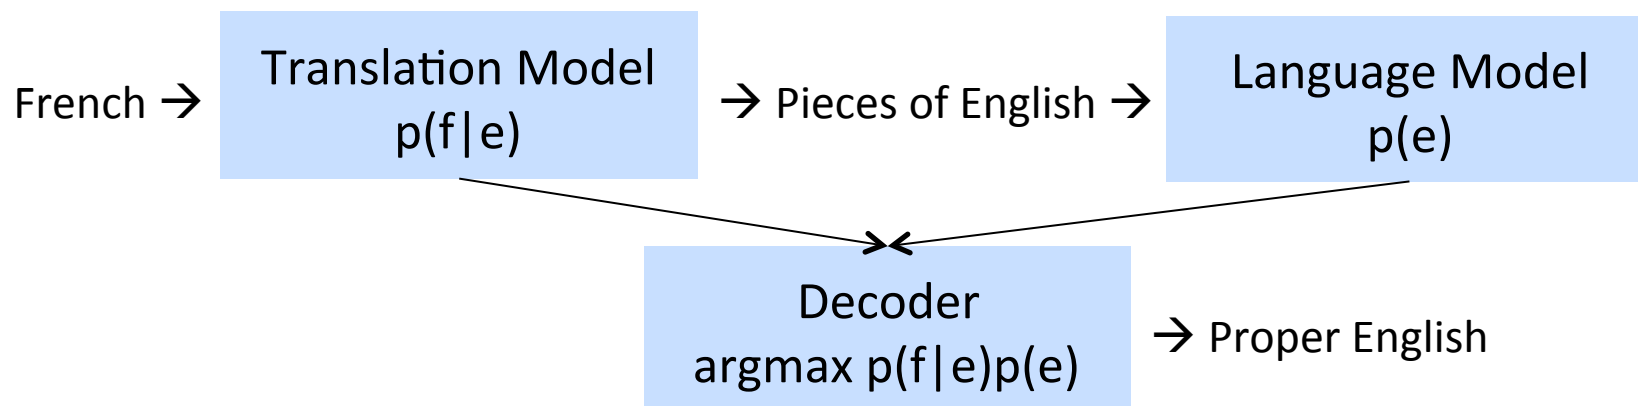 French → Translation Model → Pieces of English → Language Model
p(f|e) p(e)
Decoder
argmax p(f|e)p(e) → Proper English